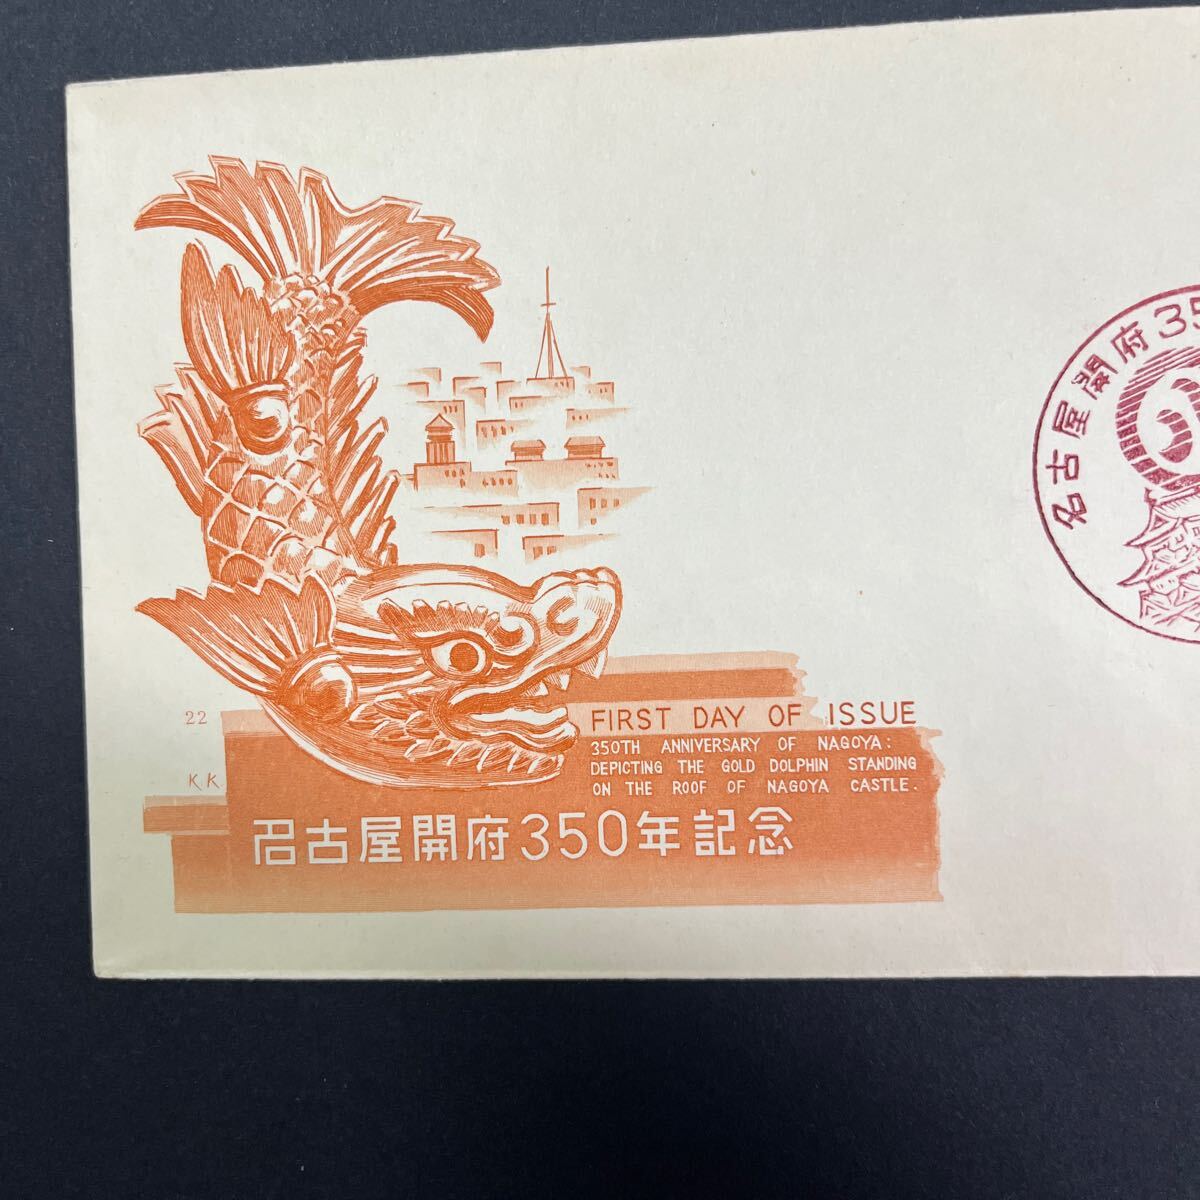 名古屋開府35
22
K K
FIRST DAY OF ISSUE
350TH ANNIVERSARY OF NAGOYA:
DEPICTING THE GOLD DOLPHIN STANDING
ON THE ROOF OF NAGOYA CASTLE.
名古屋開府350年記念